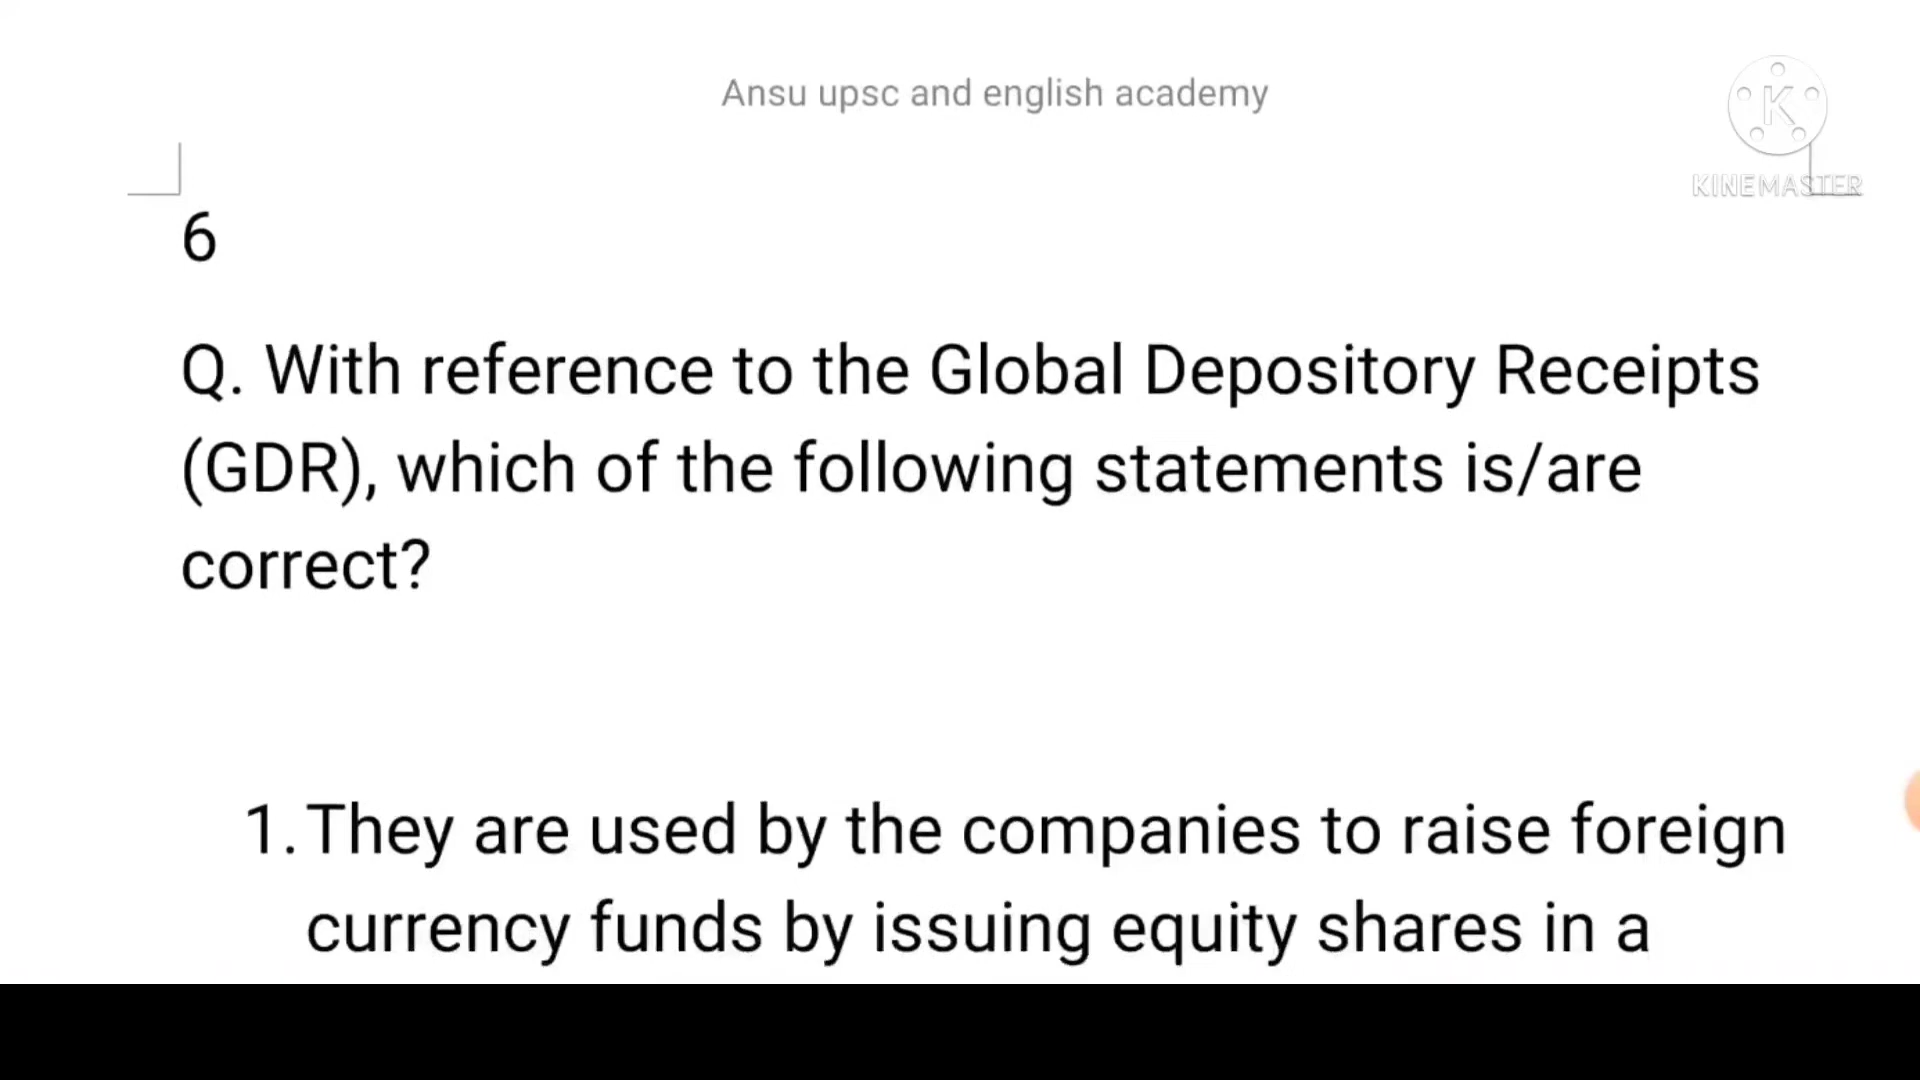 Ansu upsc and english academy
K
KINEMASTER
6
Q. With reference to the Global Depository Receipts
(GDR), which of the following statements is/are
correct?
1. They are used by the companies to raise foreign
currency funds by issuing equity shares in a